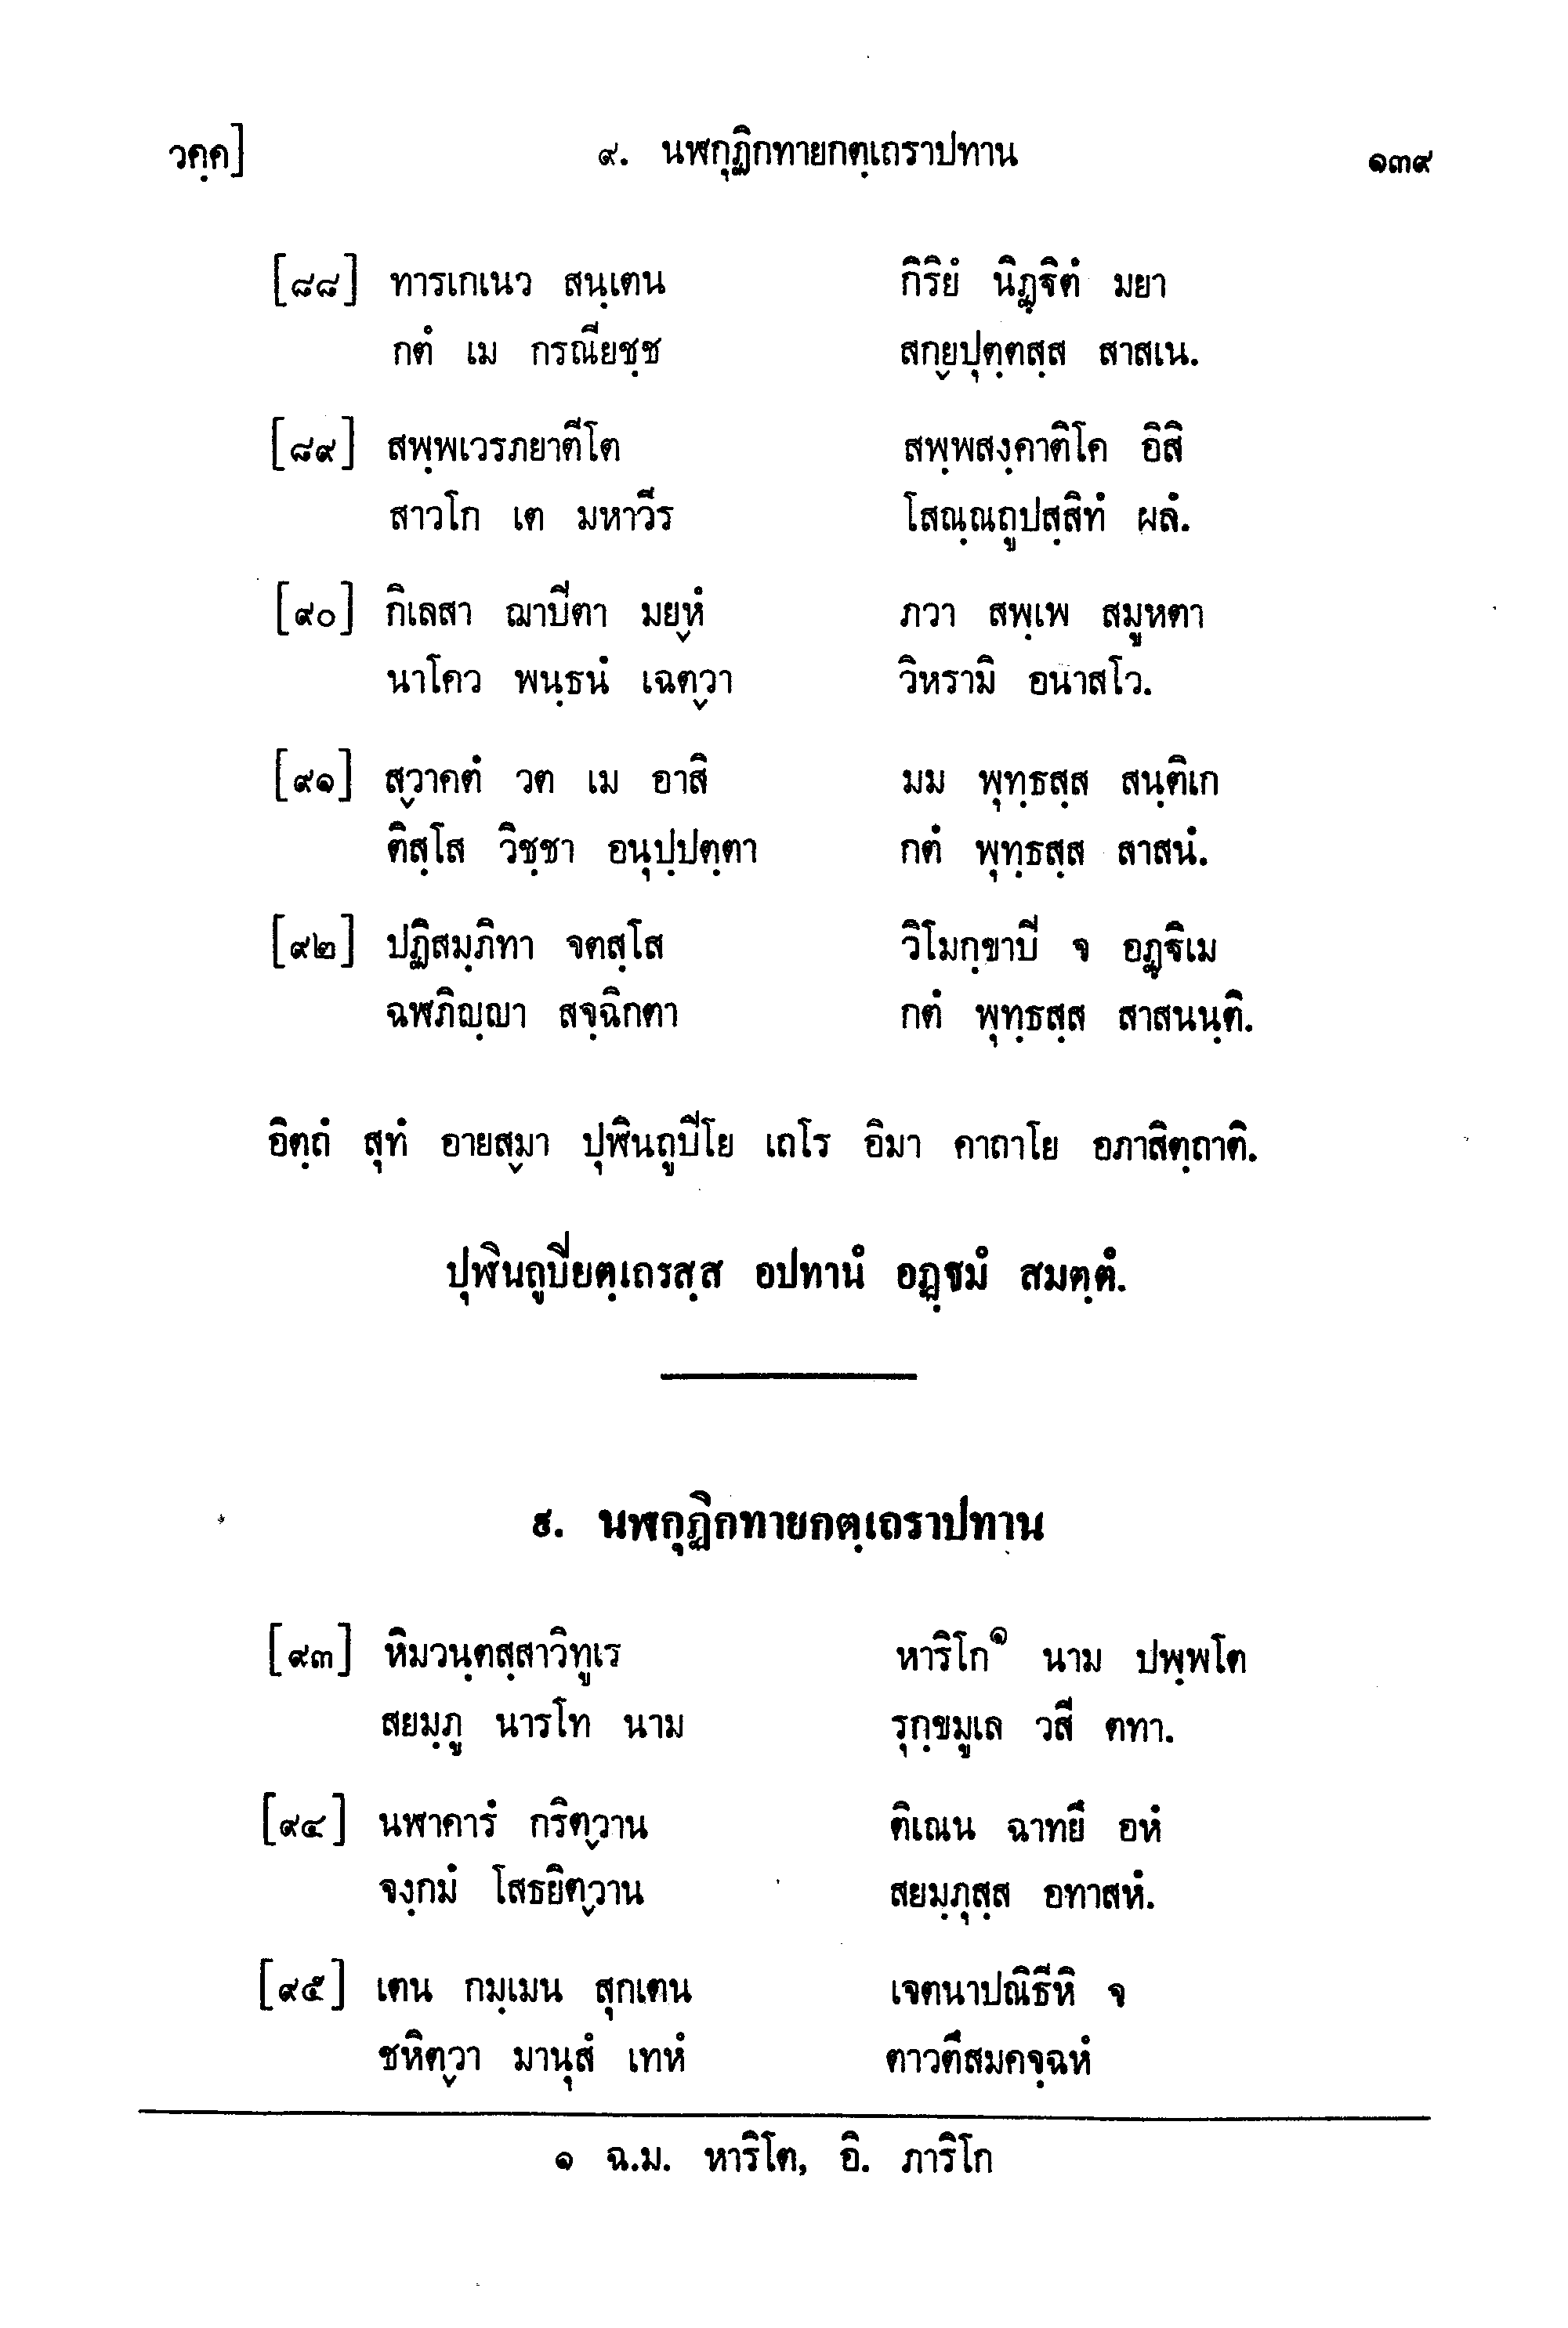 วคฺค] ๙. นฬกุฏิกทายกตฺเถราปทาน ๑๓๙
[๘๘] ทารเกเนว สนฺเตน กิริยํ นิฏฺฐิตํ มยา
กตํ เม กรณียชฺช สกฺยปุตฺตสฺส สาสเน.
[๘๙] สพฺพเวรภยาตีโต สพฺพสงฺคาติโค อิสิ
สาวโก เต มหาวีร โสณฺณถูปสฺสิทํ ผลํ.
[๙๐] กิเลสา ฌาปีตา มยฺหํ ภวา สพฺเพ สมูหตา
นาโคว พนฺธนํ เฉตฺวา วิหรามิ อนาสโว.
[๙๑] สฺวาคตํ วต เม อาสิ มม พุทฺธสฺส สนฺติเก
ติสฺโส วิชฺชา อนุปฺปตฺตา กตํ พุทฺธสฺส สาสนํ.
[๙๒] ปฏิสมฺภิทา จตสฺโส วิโมกฺขาปี จ อฏฺฐิเม
ฉฬภิญฺญา สจฺฉิกตา กตํ พุทฺธสฺส สาสนนฺติ.
อิตฺถํ สุทํ อายสฺมา ปุฬินถูปีโย เถโร อิมา คาถาโย อภาสิตฺถาติ.
ปุฬินถูปียตฺเถรสฺส อปทานํ อฏฺฐมํ สมตฺตํ.
๙. นฬกุฏิกทายกตฺเถราปทาน
[๙๓] หิมวนฺตสฺสาวิทูเร หาริโก๑ นาม ปพฺพโต
สยมฺภู นารโท นาม รุกฺขมูเล วสี ตทา.
[๙๔] นฬาคารํ กริตฺวาน ติเณน ฉาทยึ อหํ
จงฺกมํ โสธยิตฺวาน สยมฺภุสฺส อทาสหํ.
[๙๕] เตน กมฺเมน สุกเตน เจตนาปณิธีหิ จ
ชหิตฺวา มานุสํ เทหํ ตาวตึสมคจฺฉหํ
๑ ฉ.ม. หาริโต, อิ. ภาริโก